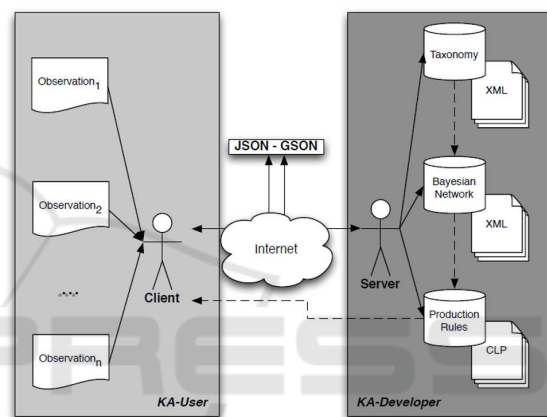 Observation1
Observation2
....
Observationn
Client
KA-User
JSON - GSON
Internet
Server
KA-Developer
Taxonomy
XML
Bayesian
Network
XML
Production
Rules
CLP
PRESS